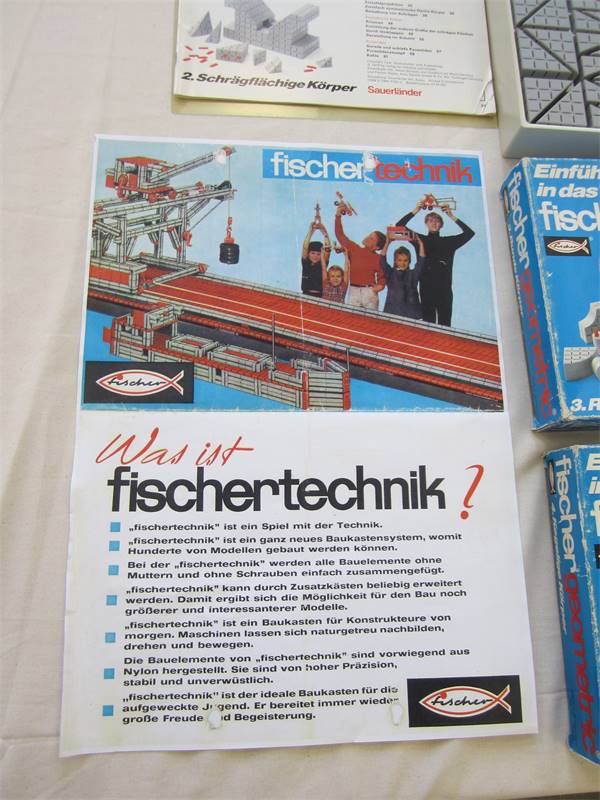 2. Schrägflächige Körper
Sauerländer
fischertechnik
fischer
Was ist
fischertechnik?
„fischertechnik" ist ein Spiel mit der Technik.
„fischertechnik" ist ein ganz neues Baukastensystem, womit
Hunderte von Modellen gebaut werden können.
Bei der „fischertechnik" werden alle Bauelemente ohne
Muttern und ohne Schrauben einfach zusammengefügt.
„fischertechnik" kann durch Zusatzkästen beliebig erweitert
werden. Damit ergibt sich die Möglichkeit für den Bau noch
größerer und interessanterer Modelle.
„fischertechnik" ist ein Baukasten für Konstrukteure von
morgen. Maschinen lassen sich naturgetreu nachbilden,
drehen und bewegen.
Die Bauelemente von „fischertechnik" sind vorwiegend aus
Nylon hergestellt. Sie sind von hoher Präzision,
stabil und unverwüstlich.
„fischertechnik" ist der ideale Baukasten für die
aufgeweckte Jugend. Er bereitet immer wieder
große Freude und Begeisterung.
fischer
Einfüh
in das
fisc
fischer
fischergeometric
3. R
E
i
fischergeometric